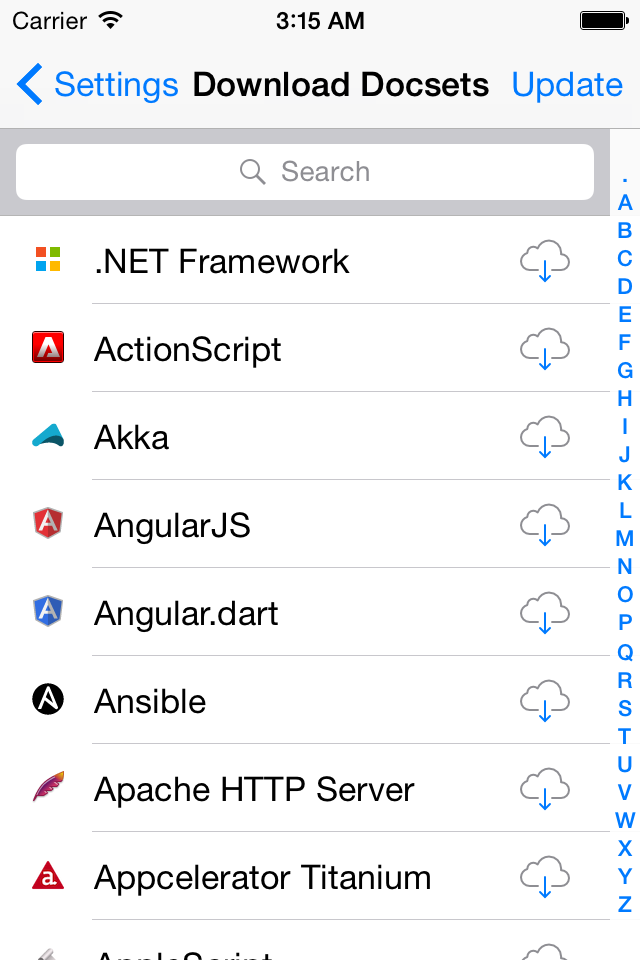 Carrier 3:15 AM
Settings Download Docsets Update
Search
.NET Framework
ActionScript
Akka
AngularJS
Angular.dart
Ansible
Apache HTTP Server
Appcelerator Titanium
AppleScript
.
A
B
C
D
E
F
G
H
I
J
K
L
M
N
O
P
Q
R
S
T
U
V
W
X
Y
Z